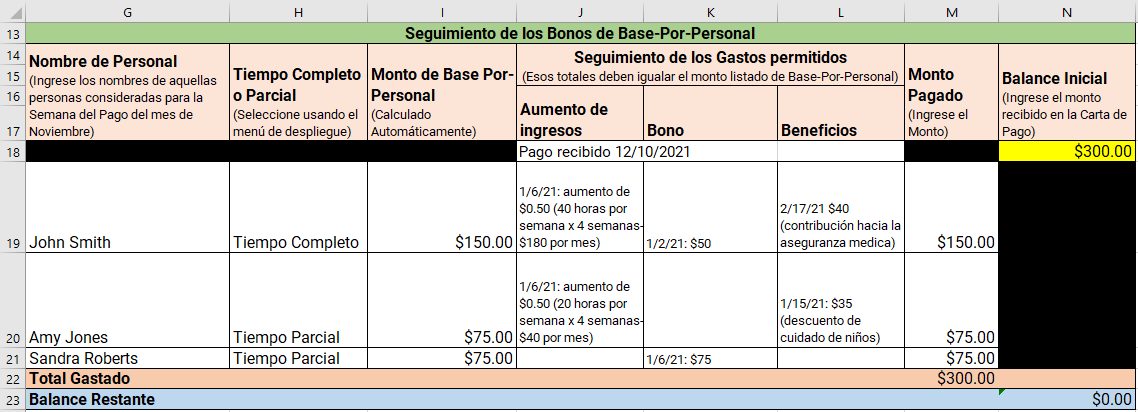 G H I J K L M N
13 Seguimiento de los Bonos de Base-Por-Personal
14 Nombre de Personal
(Ingrese los nombres de aquellas
personas consideradas para la
Semana del Pago del mes de
Noviembre)
Tiempo Completo
o Parcial
(Seleccione usando el
menú de despliegue)
Monto de Base Por-
Personal
(Calculado
Automáticamente)
Seguimiento de los Gastos permitidos
15 (Esos totales deben igualar el monto listado de Base-Por-Personal)
16
17
Aumento de
ingresos
Bono
Beneficios
Monto
Pagado
(Ingrese el
Monto)
Balance Inicial
(Ingrese el monto
recibido en la Carta de
Pago)
18 Pago recibido 12/10/2021 $300.00
19 John Smith Tiempo Completo $150.00
1/6/21: aumento de
$0.50 (40 horas por
semana x 4 semanas-
$180 por mes)
1/2/21: $50
2/17/21 $40
(contribución hacia la
aseguranza medica)
$150.00
20 Amy Jones Tiempo Parcial $75.00
1/6/21: aumento de
$0.50 (20 horas por
semana x 4 semanas-
$40 por mes)
1/15/21: $35
(descuento de
cuidado de niños)
$75.00
21 Sandra Roberts Tiempo Parcial $75.00 1/6/21: $75 $75.00
22 Total Gastado $300.00
23 Balance Restante $0.00